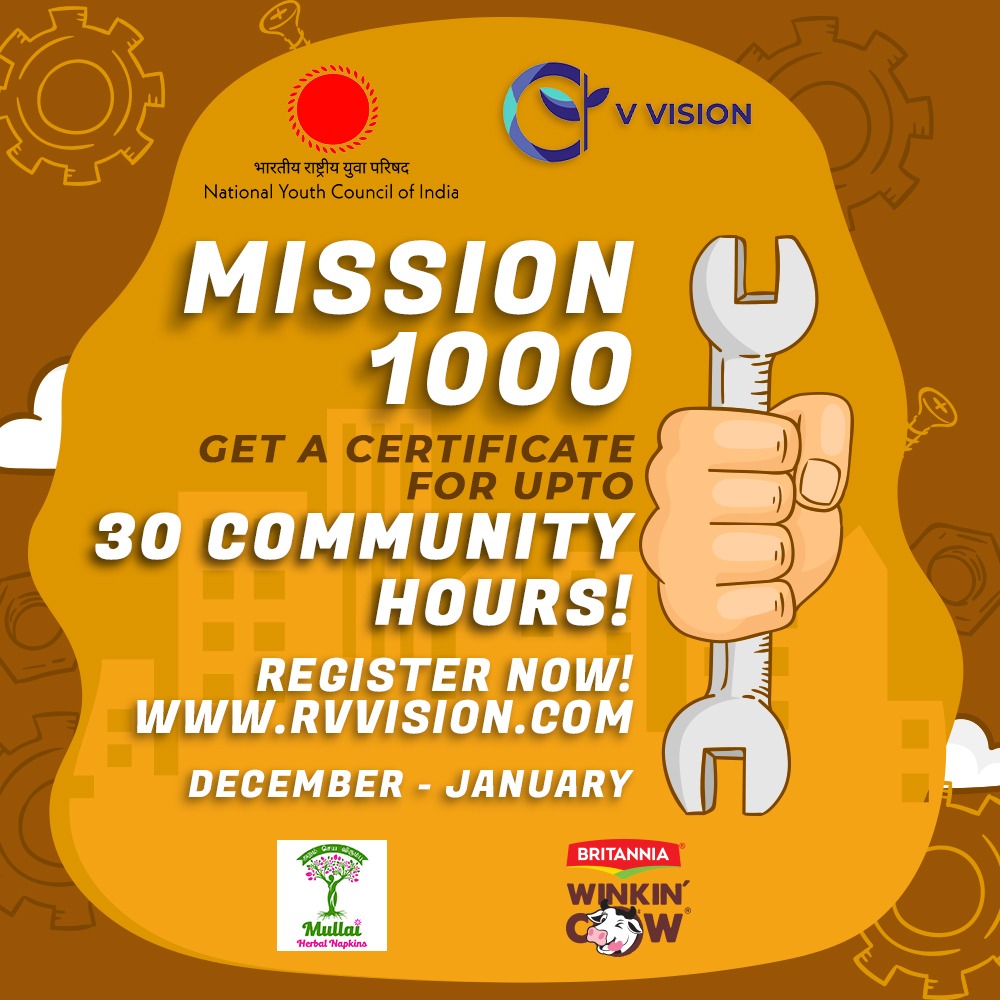 भारतीय राष्ट्रीय युवा परिषद
National Youth Council of India
V VISION
MISSION
1000
GET A CERTIFICATE
FOR UPTO
30 COMMUNITY
HOURS!
REGISTER NOW!
WWW.RVVISION.COM
DECEMBER - JANUARY
Mullai
Herbal Napkins
BRITANNIA®
WINKIN'
COW®